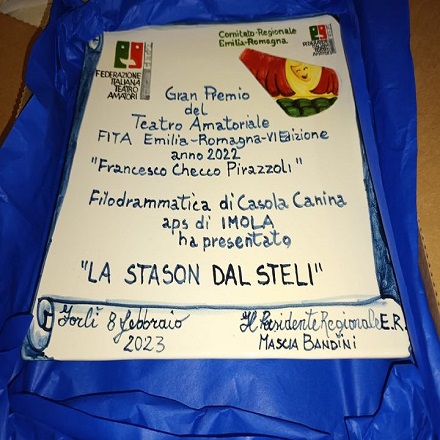 Comitato-Regionale
Emilia-Romagna
FEDERAZIONE
ITALIANA
TEATRO
AMATORI
Gran Premio
del
Teatro Amatoriale
FITA Emilia-Romagna-VI Edizione
anno 2022
"Francesco Checco Pirazzoli"
Filodrammatica di Casola Canina
aps di IMOLA
ha presentato
"LA STASON DAL STELI"
Forlì 8 febbraio
2023
Il Presidente Regionale E.R.
MASCIA BANDINI